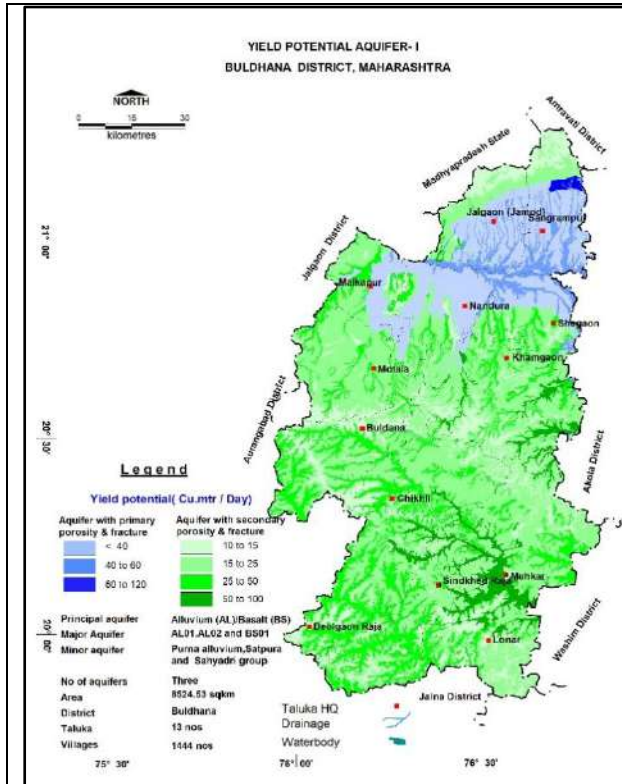 YIELD POTENTIAL AQUIFER- I
BULDHANA DISTRICT, MAHARASHTRA
NORTH
0 15 30
kilometres
Amravati District
Madhyapradesh State
Jalgaon (Jamod)
Sangrampur
21° 00'
Jalgaon District
Malkapur
Nandura
Shegaon
Khamgaon
Motala
Aurangabad District
Buldana
20° 30'
Akola District
Chikhli
Sindkhed Raja
Mehkar
Deolgaon Raja
Lonar
20° 00'
Washim District
Jalna District
Legend
Yield potential( Cu.mtr / Day)
Aquifer with primary porosity & fracture
< 40
40 to 60
60 to 120
Aquifer with secondary porosity & fracture
10 to 15
15 to 25
25 to 50
50 to 100
Principal aquifer Alluvium (AL)/Basalt (BS)
Major Aquifer AL01,AL02 and BS01
Minor aquifer Purna alluvium,Satpura
and Sahyadri group
No of aquifers Three
Area 8524.53 sqkm
District Buldhana
Taluka 13 nos
Villages 1444 nos
Taluka HQ
Drainage
Waterbody
75° 30' 76° 00 76° 30'